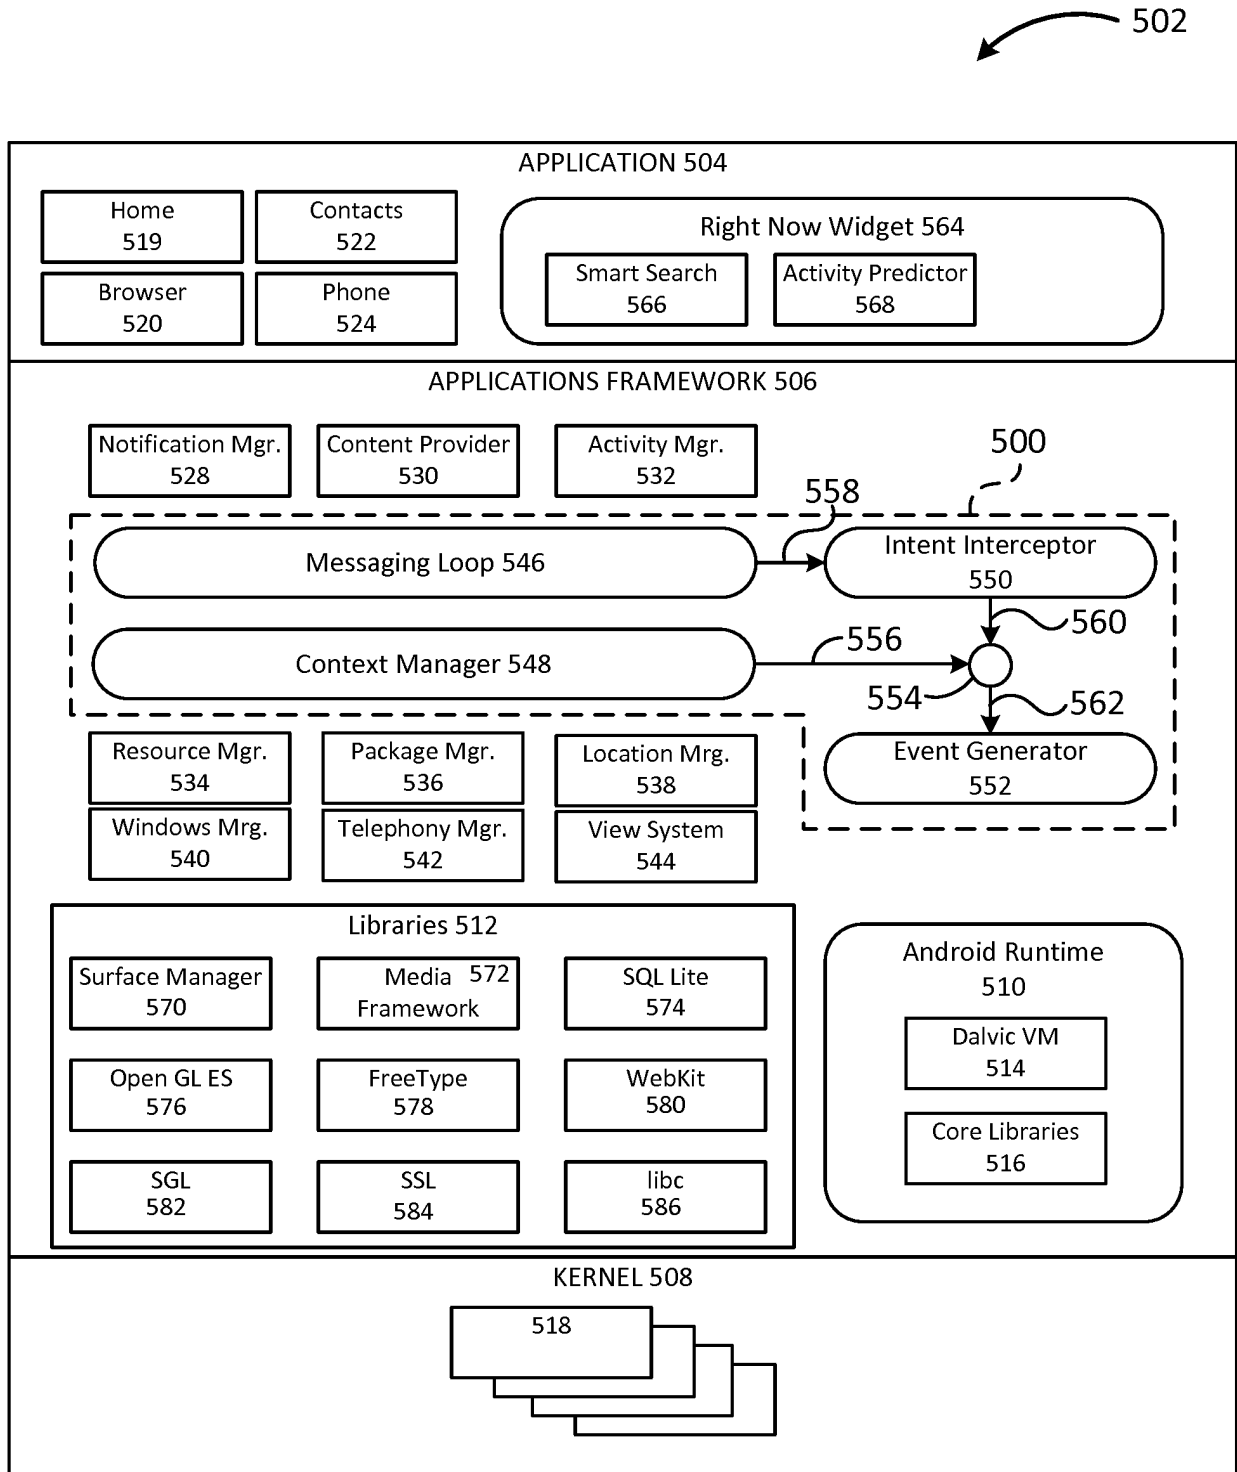 502
APPLICATION 504
Home
519
Contacts
522
Browser
520
Phone
524
Right Now Widget 564
Smart Search
566
Activity Predictor
568
APPLICATIONS FRAMEWORK 506
Notification Mgr.
528
Content Provider
530
Activity Mgr.
532
500
558
Messaging Loop 546
Intent Interceptor
550
560
Context Manager 548
556
554
562
Event Generator
552
Resource Mgr.
534
Package Mgr.
536
Location Mrg.
538
Windows Mrg.
540
Telephony Mgr.
542
View System
544
Libraries 512
Surface Manager
570
Media 572
Framework
SQL Lite
574
Open GL ES
576
FreeType
578
WebKit
580
SGL
582
SSL
584
libc
586
Android Runtime
510
Dalvic VM
514
Core Libraries
516
KERNEL 508
518